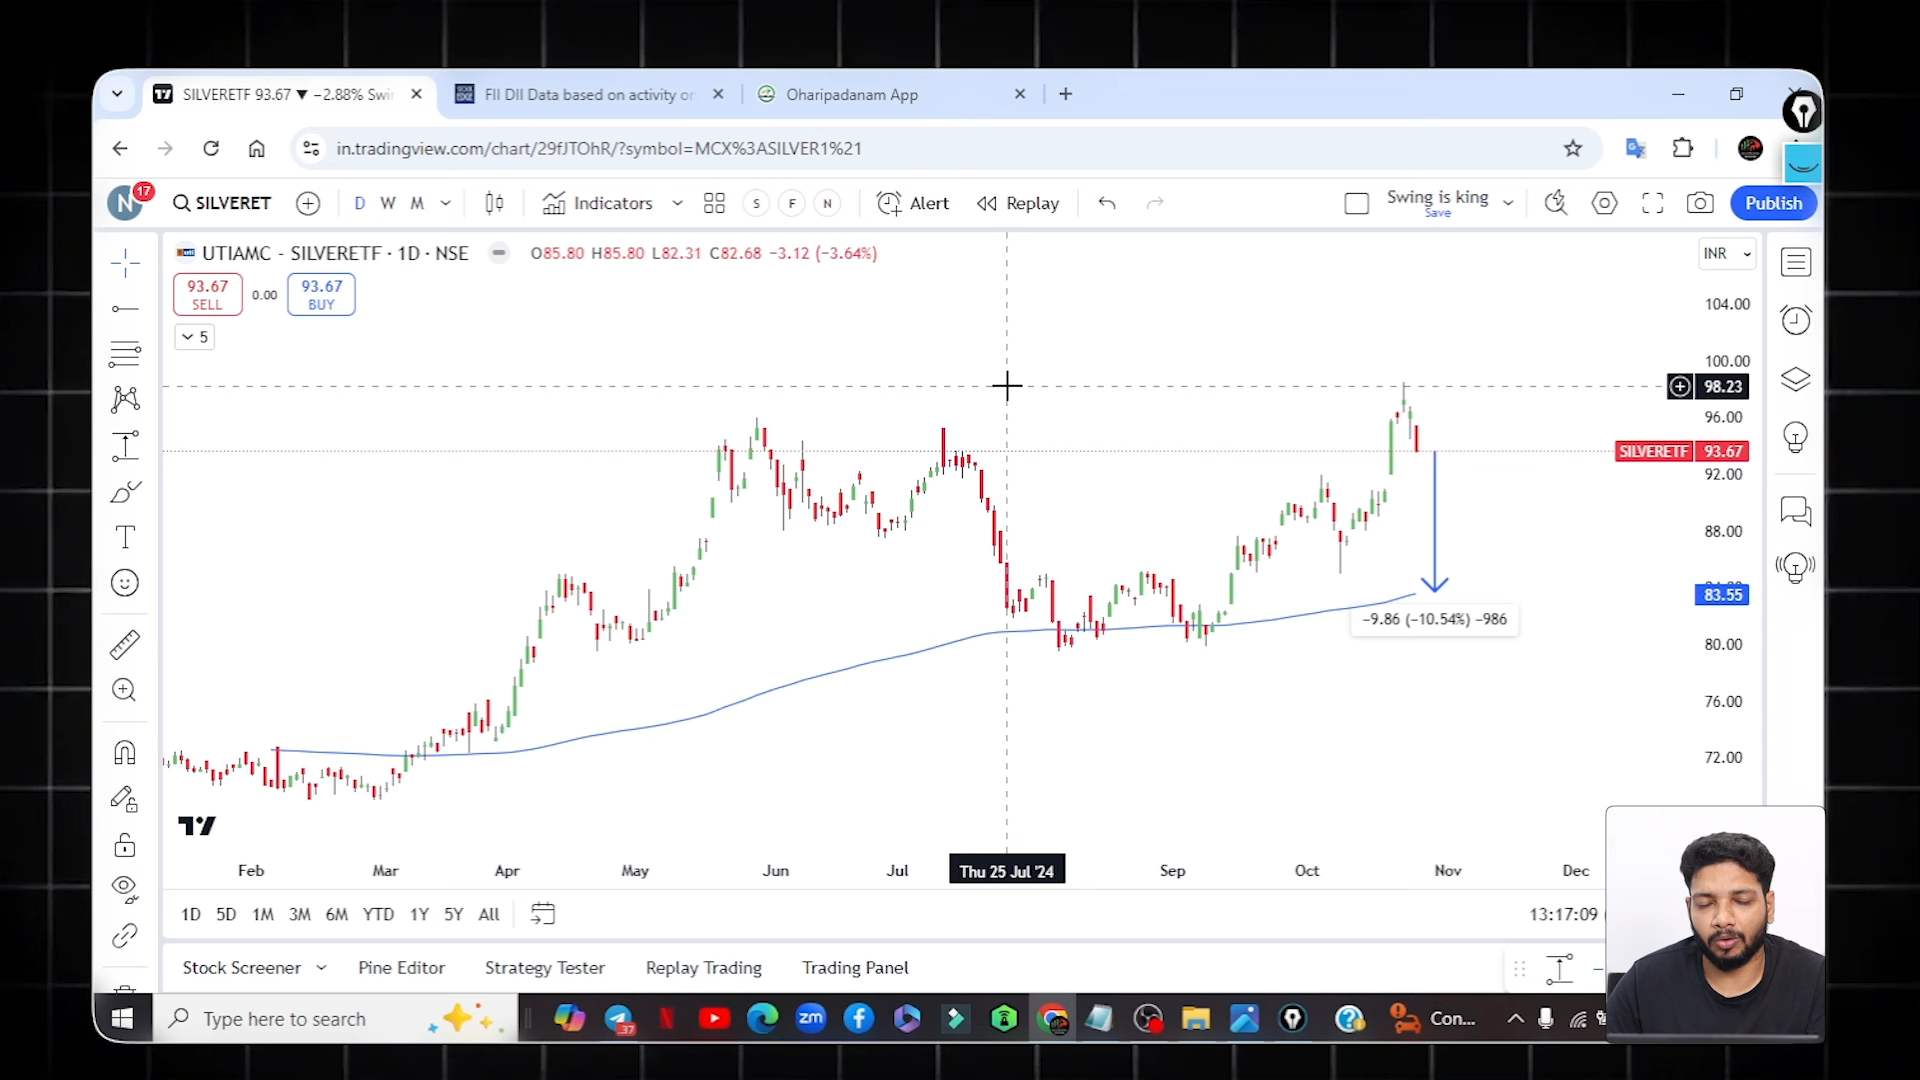 SILVERETF 93.67 ▼ −2.88% Swin
FII DII Data based on activity on
Oharipadanam App
in.tradingview.com/chart/29fJTOhR/?symbol=MCX%3ASILVER1%21
N
17
SILVERET
D W M
Indicators
S F N
Alert
Replay
Swing is king
Save
Publish
UTIAMC - SILVERETF · 1D · NSE
O85.80 H85.80 L82.31 C82.68 −3.12 (−3.64%)
INR
93.67
SELL
0.00
93.67
BUY
5
104.00
100.00
98.23
96.00
SILVERETF 93.67
92.00
88.00
83.55
−9.86 (−10.54%) −986
80.00
76.00
72.00
Feb Mar Apr May Jun Jul Thu 25 Jul '24 Sep Oct Nov Dec
1D 5D 1M 3M 6M YTD 1Y 5Y All
13:17:09
Stock Screener
Pine Editor
Strategy Tester
Replay Trading
Trading Panel
Type here to search
37
zm
Con...